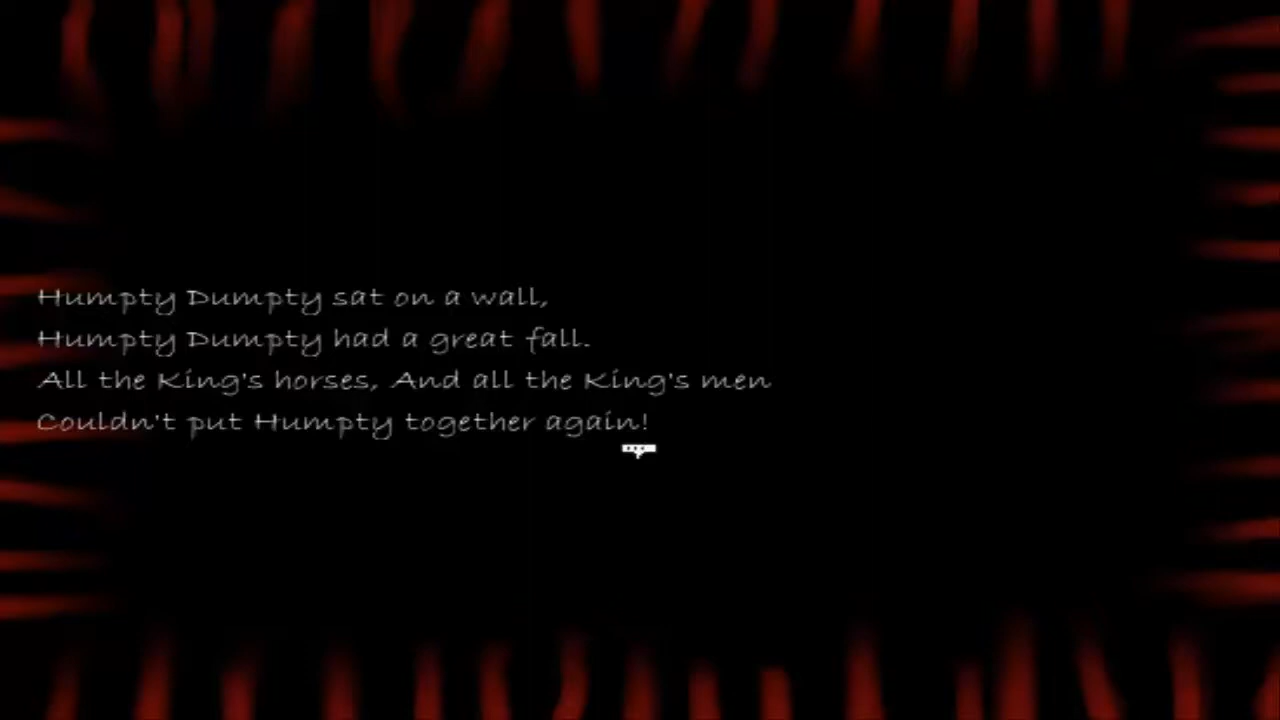 Humpty Dumpty sat on a wall,
Humpty Dumpty had a great fall.
All the King's horses, And all the King's men
Couldn't put Humpty together again!